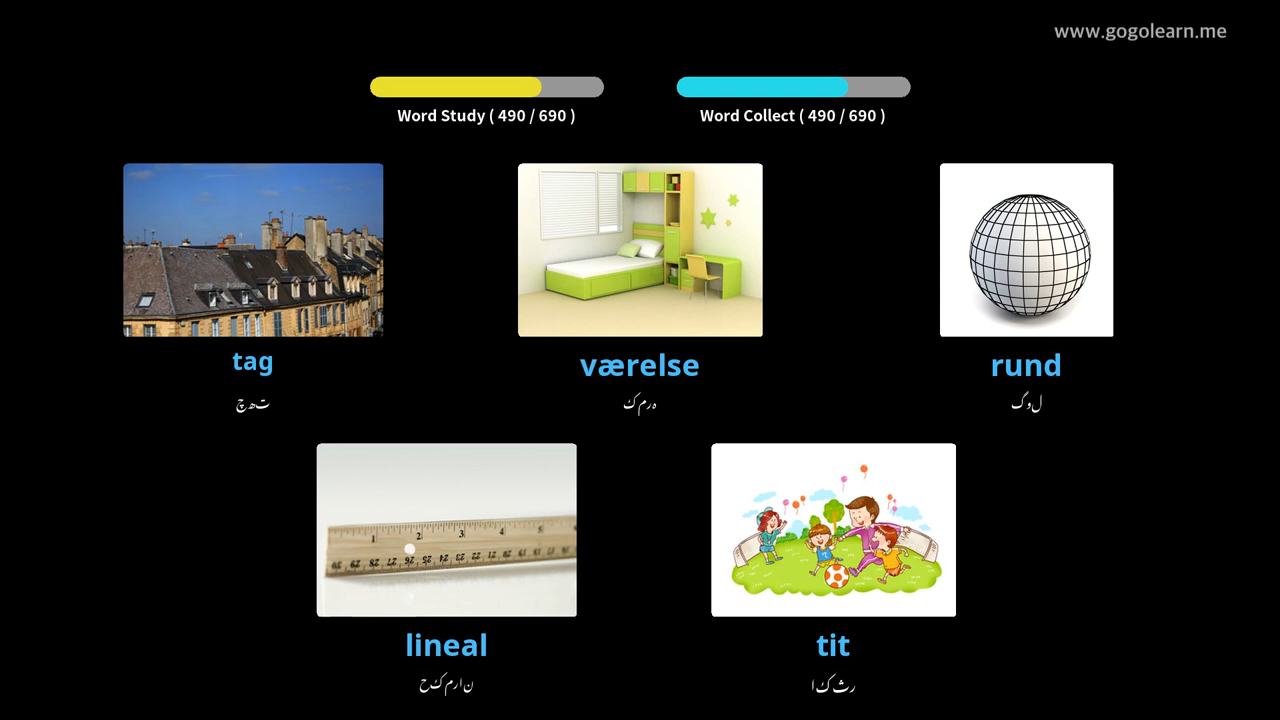 www.gogolearn.me
Word Study ( 490 / 690 )
Word Collect ( 490 / 690 )
tag
تھچ
værelse
ہرمک
rund
لوگ
lineal
نارمکح
tit
رثکا